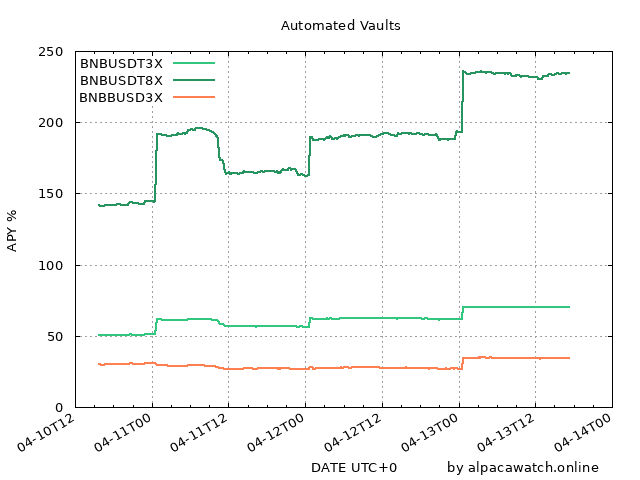 Automated Vaults
BNBUSDT3X
BNBUSDT8X
BNBBUSD3X
250
200
150
100
50
0
APY %
04-10T12
04-11T00
04-11T12
04-12T00
04-12T12
04-13T00
04-13T12
04-14T00
DATE UTC+0
by alpacawatch.online